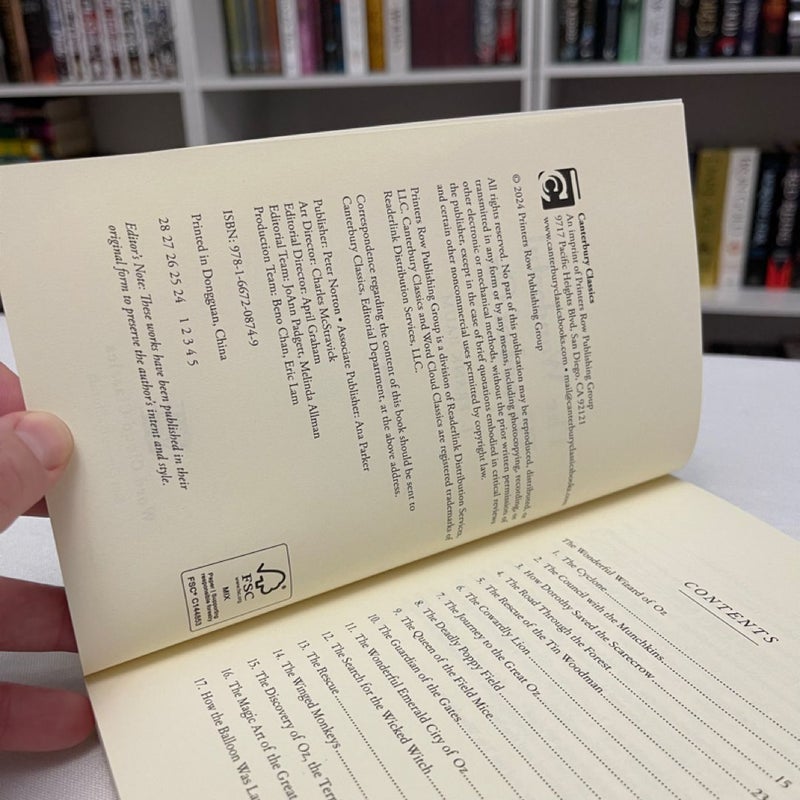 Canterbury Classics
An imprint of Printers Row Publishing Group
9717 Pacific Heights Blvd, San Diego, CA 92121
www.canterburyclassicsbooks.com • mail@canterburyclassicsbooks.com
© 2024 Printers Row Publishing Group
All rights reserved. No part of this publication may be reproduced, distributed, or
transmitted in any form or by any means, including photocopying, recording, or
other electronic or mechanical methods, without the prior written permission of
the publisher, except in the case of brief quotations embodied in critical reviews
and certain other noncommercial uses permitted by copyright law.
Printers Row Publishing Group is a division of Readerlink Distribution Services,
LLC. Canterbury Classics and Word Cloud Classics are registered trademarks of
Readerlink Distribution Services, LLC.
Correspondence regarding the content of this book should be sent to
Canterbury Classics, Editorial Department, at the above address.
Publisher: Peter Norton • Associate Publisher: Ana Parker
Art Director: Charles McStravick
Editorial Director: April Graham
Editorial Team: JoAnn Padgett, Melinda Allman
Production Team: Beno Chan, Eric Lam
ISBN: 978-1-6672-0874-9
Printed in Dongguan, China
28 27 26 25 24 1 2 3 4 5
Editor's Note: These works have been published in their
original form to preserve the author's intent and style.
FSC
www.fsc.org
MIX
Paper | Supporting
responsible forestry
FSC® C144853
CONTENTS
The Wonderful Wizard of Oz
1. The Cyclone
2. The Council with the Munchkins
3. How Dorothy Saved the Scarecrow
4. The Road Through the Forest
5. The Rescue of the Tin Woodman
6. The Cowardly Lion
7. The Journey to the Great Oz
8. The Deadly Poppy Field
9. The Queen of the Field Mice
10. The Guardian of the Gates
11. The Wonderful Emerald City of Oz
12. The Search for the Wicked Witch
13. The Rescue
14. The Winged Monkeys
15. The Discovery of Oz, the Terr
16. The Magic Art of the Great
17. How the Balloon Was La
15
23